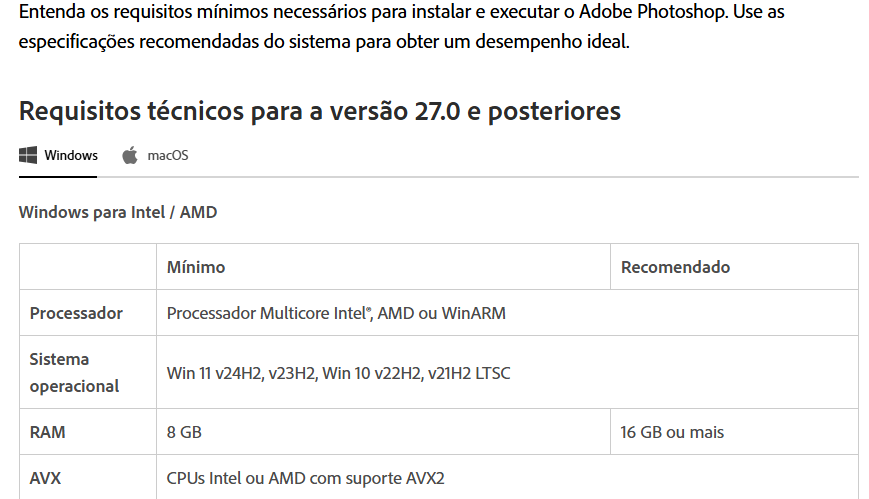 Entenda os requisitos mínimos necessários para instalar e executar o Adobe Photoshop. Use as
especificações recomendadas do sistema para obter um desempenho ideal.
Requisitos técnicos para a versão 27.0 e posteriores
Windows macOS
Windows para Intel / AMD
Mínimo Recomendado
Processador Processador Multicore Intel®, AMD ou WinARM
Sistema
operacional Win 11 v24H2, v23H2, Win 10 v22H2, v21H2 LTSC
RAM 8 GB 16 GB ou mais
AVX CPUs Intel ou AMD com suporte AVX2